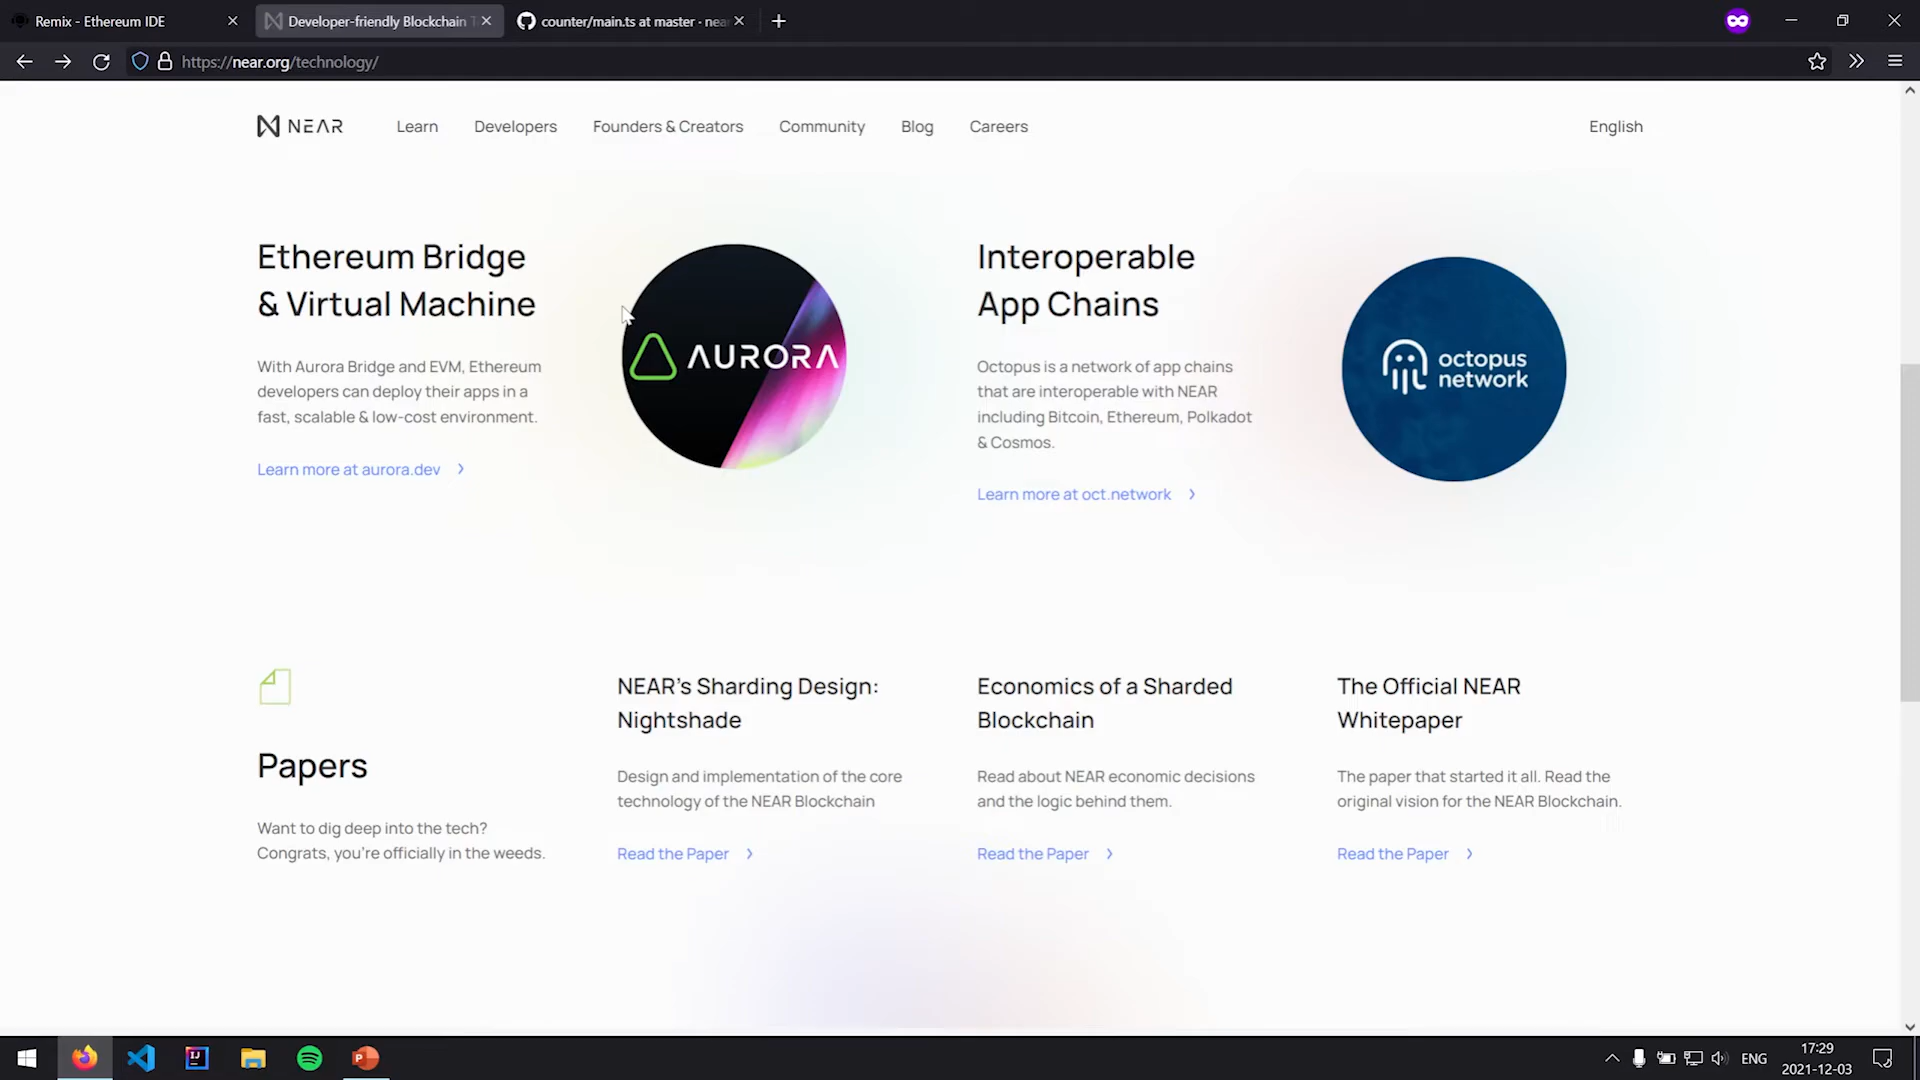 Remix - Ethereum IDE
Developer-friendly Blockchain T
counter/main.ts at master · nea
https://near.org/technology/
NEAR
Learn
Developers
Founders & Creators
Community
Blog
Careers
English
Ethereum Bridge
& Virtual Machine
With Aurora Bridge and EVM, Ethereum
developers can deploy their apps in a
fast, scalable & low-cost environment.
Learn more at aurora.dev
AURORA
Interoperable
App Chains
Octopus is a network of app chains
that are interoperable with NEAR
including Bitcoin, Ethereum, Polkadot
& Cosmos.
Learn more at oct.network
octopus
network
Papers
Want to dig deep into the tech?
Congrats, you're officially in the weeds.
NEAR's Sharding Design:
Nightshade
Design and implementation of the core
technology of the NEAR Blockchain
Read the Paper
Economics of a Sharded
Blockchain
Read about NEAR economic decisions
and the logic behind them.
Read the Paper
The Official NEAR
Whitepaper
The paper that started it all. Read the
original vision for the NEAR Blockchain.
Read the Paper
ENG
17:29
2021-12-03